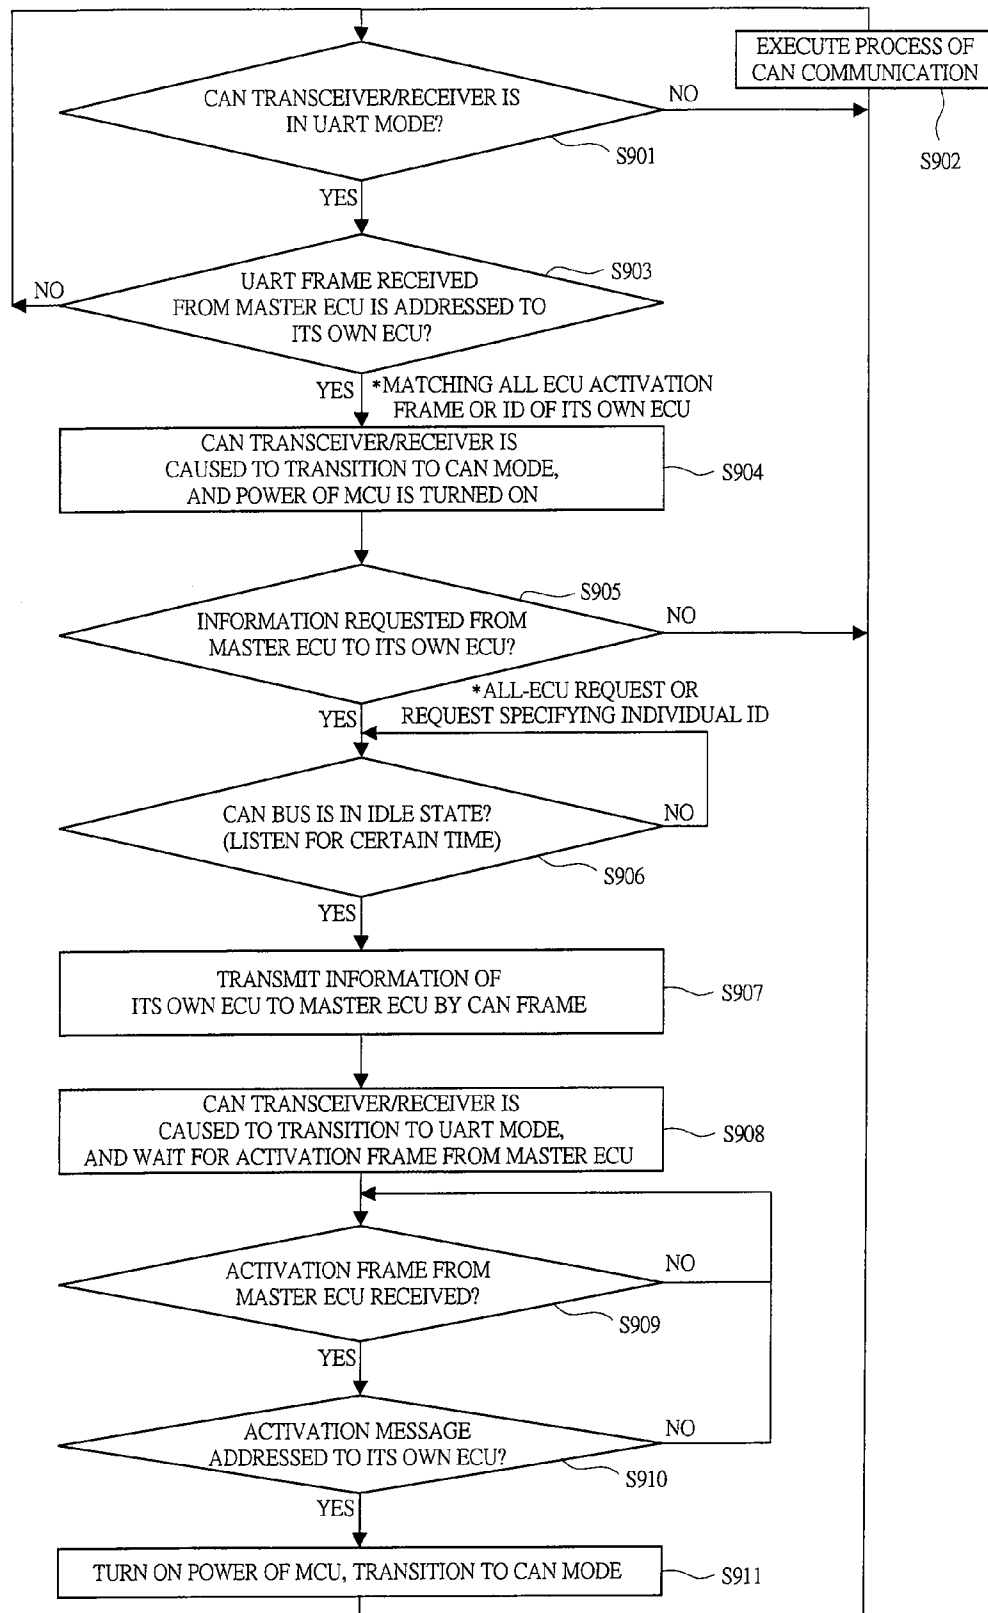 EXECUTE PROCESS OF
CAN COMMUNICATION
S902
CAN TRANSCEIVER/RECEIVER IS
IN UART MODE?
NO
S901
YES
UART FRAME RECEIVED
FROM MASTER ECU IS ADDRESSED TO
ITS OWN ECU?
S903
NO
YES
*MATCHING ALL ECU ACTIVATION
FRAME OR ID OF ITS OWN ECU
CAN TRANSCEIVER/RECEIVER IS
CAUSED TO TRANSITION TO CAN MODE,
AND POWER OF MCU IS TURNED ON
S904
S905
INFORMATION REQUESTED FROM
MASTER ECU TO ITS OWN ECU?
NO
YES
*ALL-ECU REQUEST OR
REQUEST SPECIFYING INDIVIDUAL ID
CAN BUS IS IN IDLE STATE?
(LISTEN FOR CERTAIN TIME)
NO
S906
YES
TRANSMIT INFORMATION OF
ITS OWN ECU TO MASTER ECU BY CAN FRAME
S907
CAN TRANSCEIVER/RECEIVER IS
CAUSED TO TRANSITION TO UART MODE,
AND WAIT FOR ACTIVATION FRAME FROM MASTER ECU
S908
ACTIVATION FRAME FROM
MASTER ECU RECEIVED?
NO
S909
YES
ACTIVATION MESSAGE
ADDRESSED TO ITS OWN ECU?
NO
S910
YES
TURN ON POWER OF MCU, TRANSITION TO CAN MODE
S911